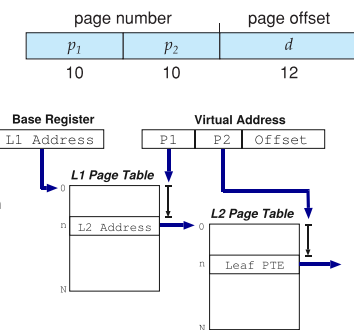 page number page offset
p1 p2 d
10 10 12
Base Register Virtual Address
L1 Address P1 P2 Offset
L1 Page Table
0
L2 Page Table
n L2 Address 0
n Leaf PTE
N
N